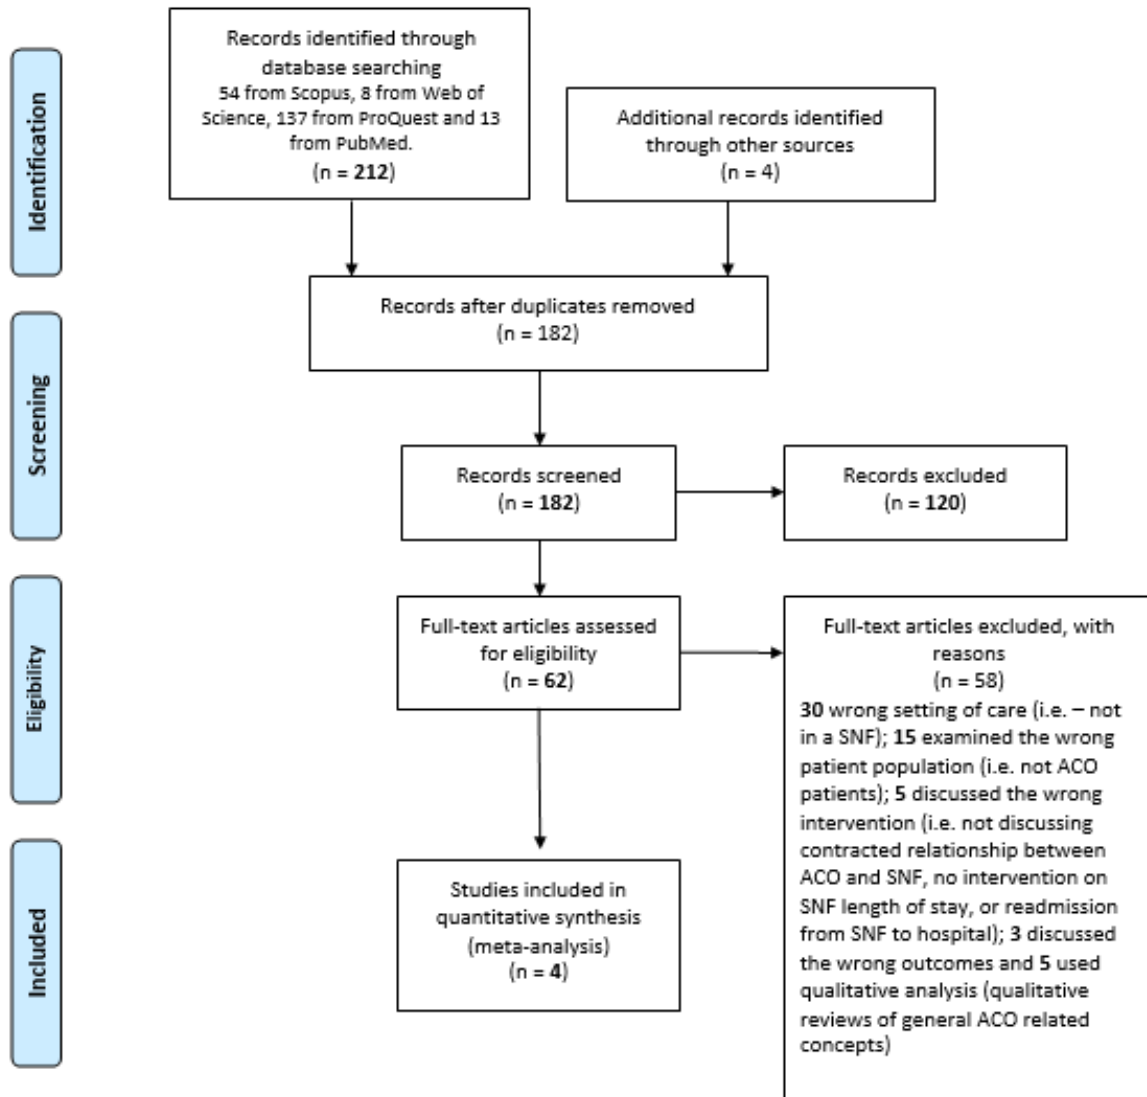 Identification
Records identified through
database searching
54 from Scopus, 8 from Web of
Science, 137 from ProQuest and 13
from PubMed.
(n = 212)
Additional records identified
through other sources
(n = 4)
Records after duplicates removed
(n = 182)
Screening
Records screened
(n = 182)
Records excluded
(n = 120)
Eligibility
Full-text articles assessed
for eligibility
(n = 62)
Full-text articles excluded, with
reasons
(n = 58)
30 wrong setting of care (i.e. – not
in a SNF); 15 examined the wrong
patient population (i.e. not ACO
patients); 5 discussed the wrong
intervention (i.e. not discussing
contracted relationship between
ACO and SNF, no intervention on
SNF length of stay, or readmission
from SNF to hospital); 3 discussed
the wrong outcomes and 5 used
qualitative analysis (qualitative
reviews of general ACO related
concepts)
Included
Studies included in
quantitative synthesis
(meta-analysis)
(n = 4)